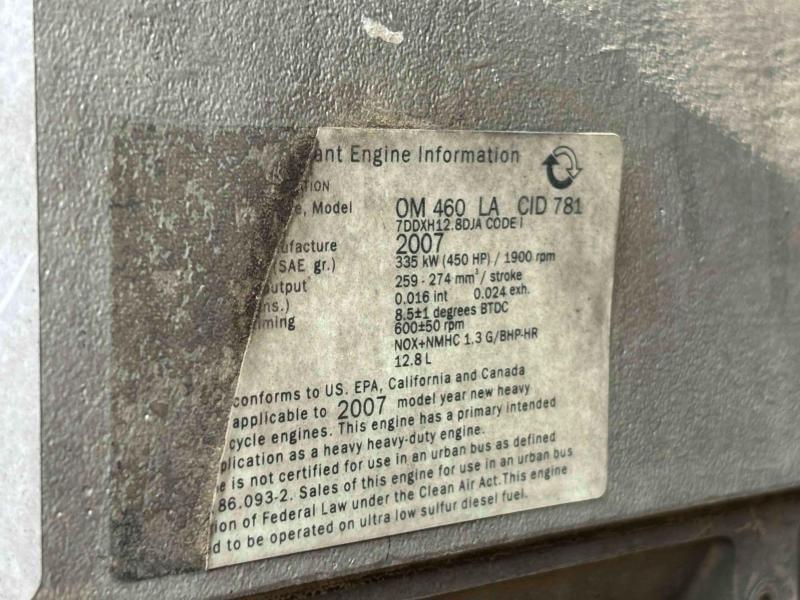 ant Engine Information
TION
e, Model OM 460 LA CID 781
7DDXH12.8DJA CODE I
ufacture 2007
(SAE gr.) 335 kW (450 HP) / 1900 rpm
output 259 - 274 mm³/ stroke
ns.) 0.016 int 0.024 exh.
iming 8.5±1 degrees BTDC
600±50 rpm
NOX+NMHC 1.3 G/BHP-HR
12.8 L
conforms to US. EPA, California and Canada
applicable to 2007 model year new heavy
cycle engines. This engine has a primary intended
plication as a heavy heavy-duty engine.
e is not certified for use in an urban bus as defined
86.093-2. Sales of this engine for use in an urban bus
ion of Federal Law under the Clean Air Act. This engine
d to be operated on ultra low sulfur diesel fuel.